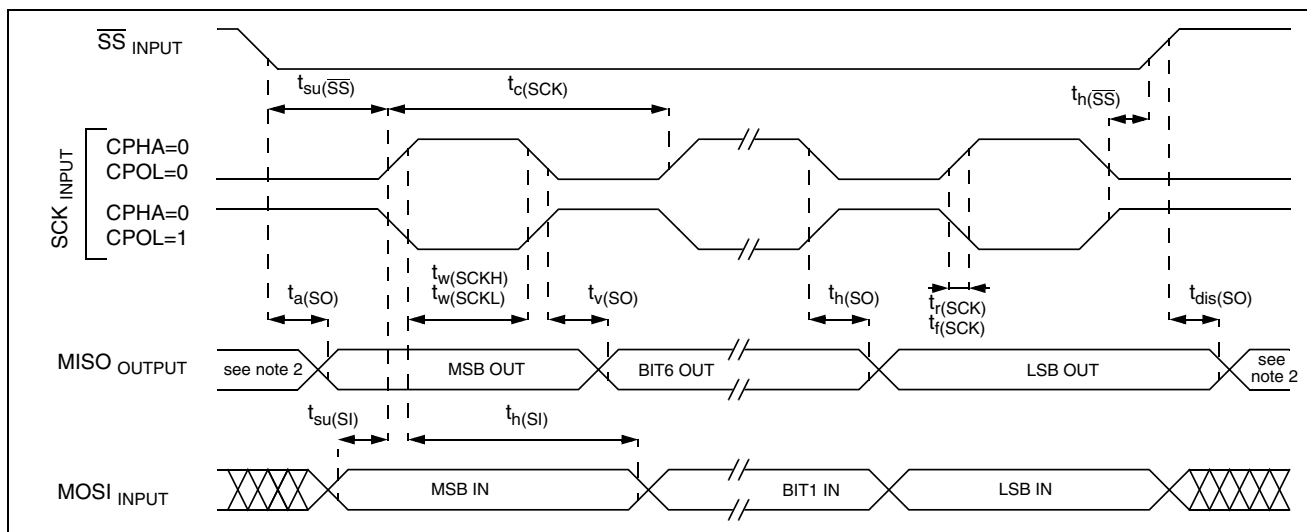 SS INPUT
tsu(SS)
tc(SCK)
th(SS)
SCK INPUT
CPHA=0
CPOL=0
CPHA=0
CPOL=1
ta(SO)
tw(SCKH)
tw(SCKL)
tv(SO)
th(SO)
tr(SCK)
tf(SCK)
tdis(SO)
MISO OUTPUT
see note 2
MSB OUT
BIT6 OUT
LSB OUT
see
note 2
tsu(SI)
th(SI)
MOSI INPUT
MSB IN
BIT1 IN
LSB IN